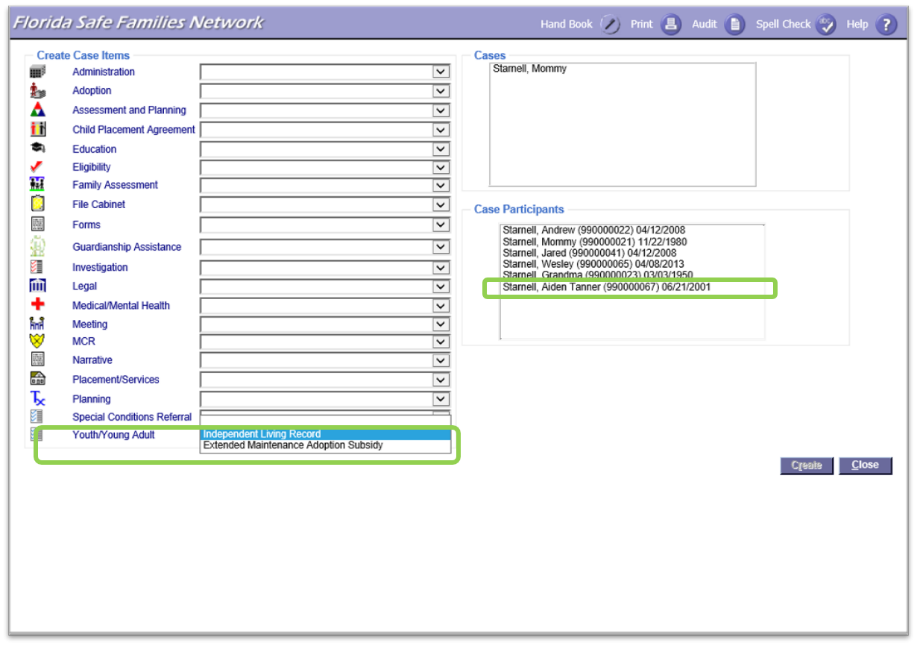 Florida Safe Families Network
Hand Book Print Audit Spell Check Help ?
Create Case Items
Administration
Adoption
Assessment and Planning
Child Placement Agreement
Education
Eligibility
Family Assessment
File Cabinet
Forms
Guardianship Assistance
Investigation
Legal
Medical/Mental Health
Meeting
MCR
Narrative
Placement/Services
Tx Planning
Special Conditions Referral
Youth/Young Adult
Independent Living Record
Extended Maintenance Adoption Subsidy
Cases
Starnell, Mommy
Case Participants
Starnell, Andrew (990000022) 04/12/2008
Starnell, Mommy (990000021) 11/22/1980
Starnell, Jared (990000041) 04/12/2008
Starnell, Wesley (990000065) 04/08/2013
Starnell, Grandma (990000023) 03/03/1950
Starnell, Aiden Tanner (990000067) 06/21/2001
Create Close